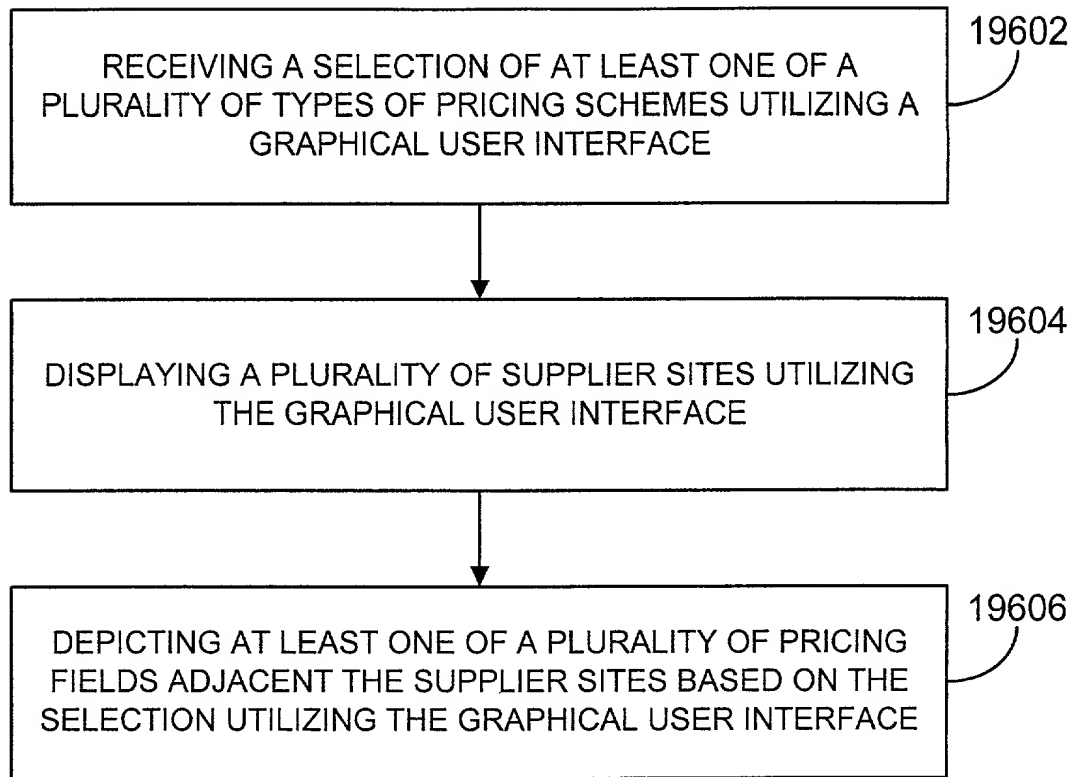 19602
RECEIVING A SELECTION OF AT LEAST ONE OF A
PLURALITY OF TYPES OF PRICING SCHEMES UTILIZING A
GRAPHICAL USER INTERFACE
19604
DISPLAYING A PLURALITY OF SUPPLIER SITES UTILIZING
THE GRAPHICAL USER INTERFACE
19606
DEPICTING AT LEAST ONE OF A PLURALITY OF PRICING
FIELDS ADJACENT THE SUPPLIER SITES BASED ON THE
SELECTION UTILIZING THE GRAPHICAL USER INTERFACE